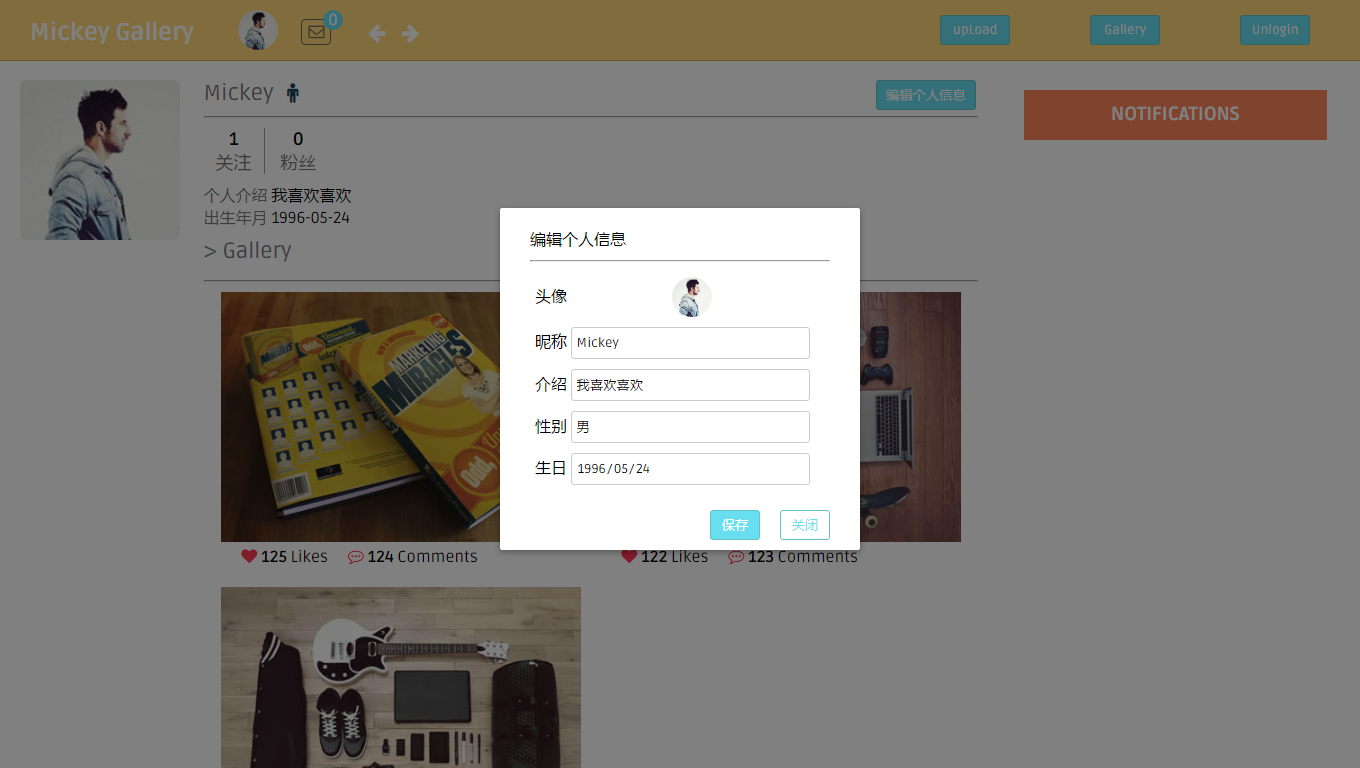 Mickey Gallery
0
upLoad
Gallery
Unlogin
Mickey
编辑个人信息
NOTIFICATIONS
1
关注
0
粉丝
个人介绍 我喜欢喜欢
出生年月 1996-05-24
> Gallery
编辑个人信息
头像
昵称 Mickey
介绍 我喜欢喜欢
性别 男
生日 1996/05/24
保存
关闭
MARKETING
MIRACLES
125 Likes
124 Comments
122 Likes
123 Comments